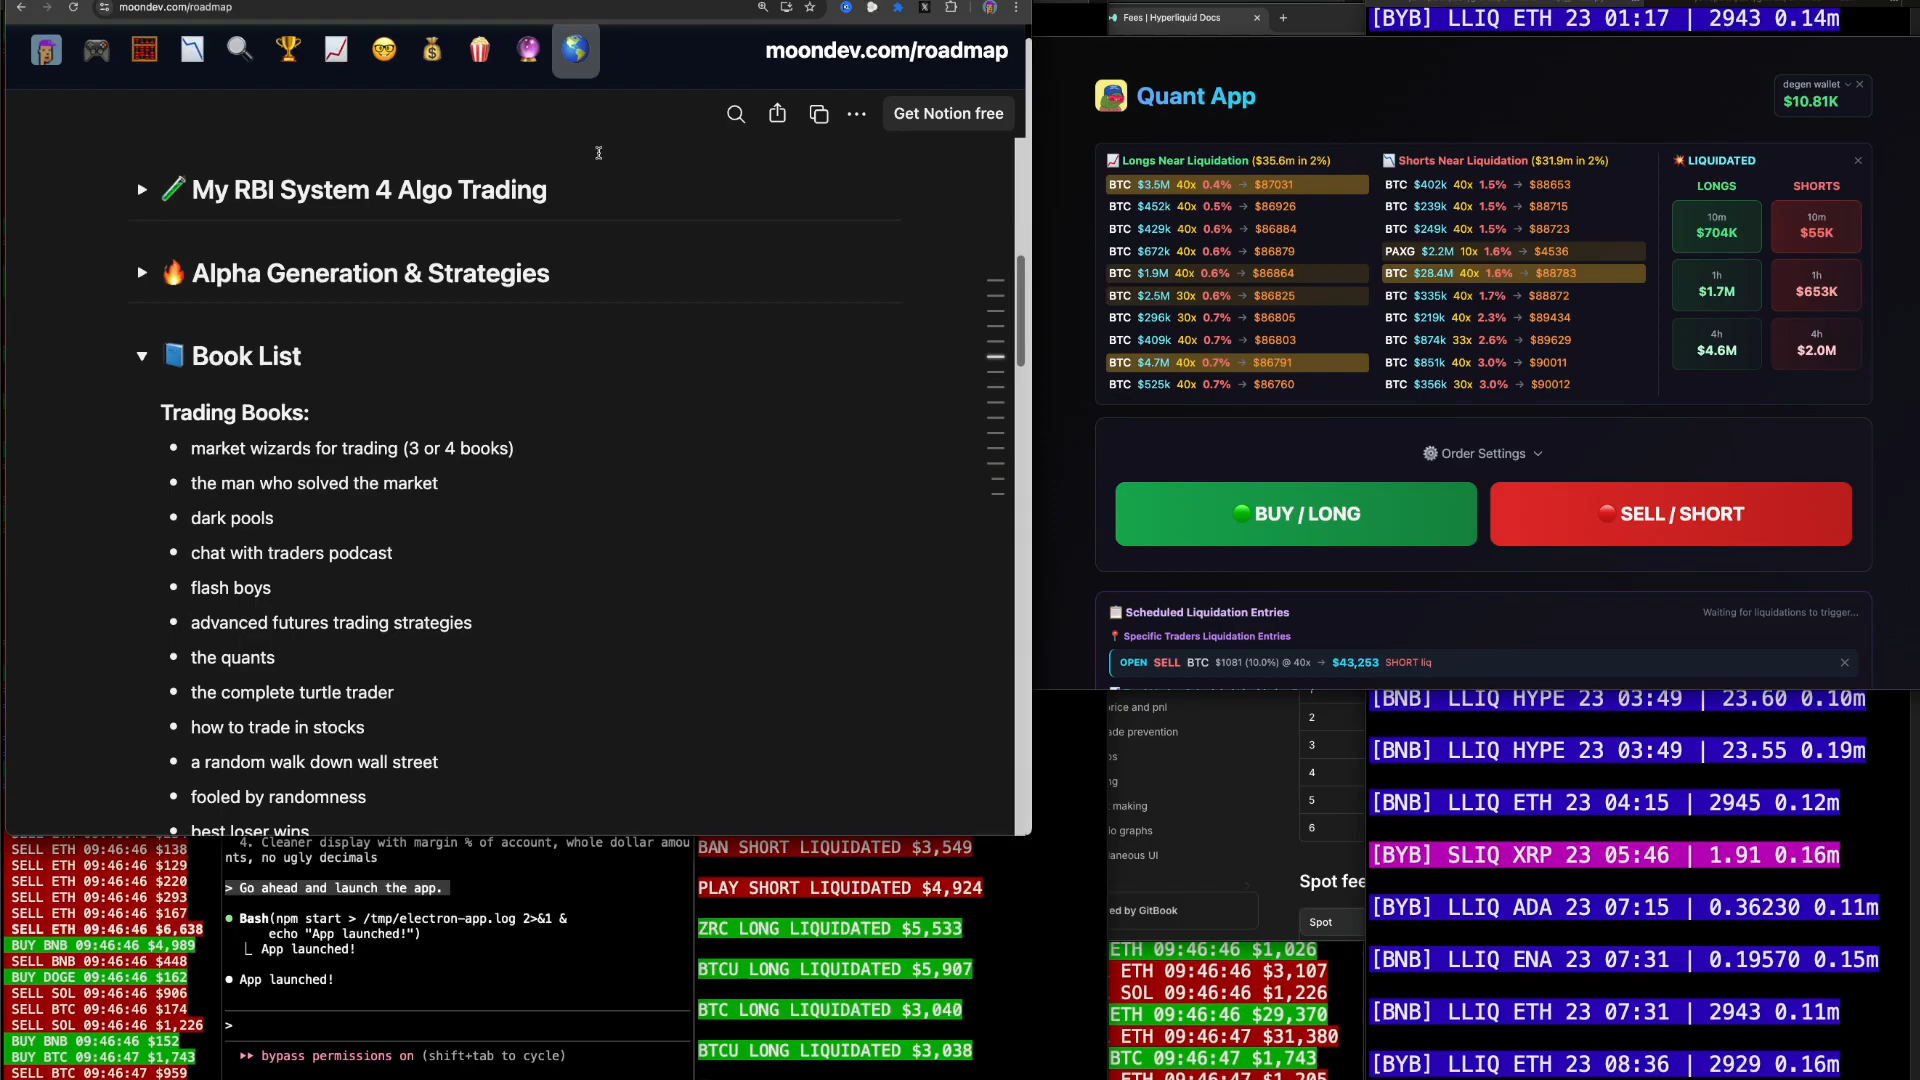 moondev.com/roadmap
moondev.com/roadmap
Get Notion free
My RBI System 4 Algo Trading
Alpha Generation & Strategies
Book List
Trading Books:
market wizards for trading (3 or 4 books)
the man who solved the market
dark pools
chat with traders podcast
flash boys
advanced futures trading strategies
the quants
the complete turtle trader
how to trade in stocks
a random walk down wall street
fooled by randomness
best loser wins
SELL ETH 09:46:46 $138
SELL ETH 09:46:46 $129
SELL ETH 09:46:46 $220
SELL ETH 09:46:46 $293
SELL ETH 09:46:46 $167
SELL ETH 09:46:46 $6,638
BUY BNB 09:46:46 $4,989
SELL BNB 09:46:46 $448
BUY DOGE 09:46:46 $162
SELL SOL 09:46:46 $906
SELL BTC 09:46:46 $174
SELL SOL 09:46:46 $1,226
BUY BNB 09:46:46 $152
BUY BTC 09:46:47 $1,743
SELL BTC 09:46:47 $959
4. Cleaner display with margin % of account, whole dollar amou
nts, no ugly decimals
> Go ahead and launch the app.
Bash(npm start > /tmp/electron-app.log 2>&1 &
echo "App launched!")
App launched!
App launched!
>
bypass permissions on (shift+tab to cycle)
BAN SHORT LIQUIDATED $3,549
PLAY SHORT LIQUIDATED $4,924
ZRC LONG LIQUIDATED $5,533
BTCU LONG LIQUIDATED $5,907
BTC LONG LIQUIDATED $3,040
BTCU LONG LIQUIDATED $3,038
Fees | Hyperliquid Docs
[BYB] LLIQ ETH 23 01:17 | 2943 0.14m
Quant App
degen wallet
$10.81K
Longs Near Liquidation ($35.6m in 2%)
BTC $3.5M 40x 0.4% → $87031
BTC $452k 40x 0.5% → $86926
BTC $429k 40x 0.6% → $86884
BTC $672k 40x 0.6% → $86879
BTC $1.9M 40x 0.6% → $86864
BTC $2.5M 30x 0.6% → $86825
BTC $296k 30x 0.7% → $86805
BTC $409k 40x 0.7% → $86803
BTC $4.7M 40x 0.7% → $86791
BTC $525k 40x 0.7% → $86760
Shorts Near Liquidation ($31.9m in 2%)
BTC $402k 40x 1.5% → $88653
BTC $239k 40x 1.5% → $88715
BTC $249k 40x 1.5% → $88723
PAXG $2.2M 10x 1.6% → $4536
BTC $28.4M 40x 1.6% → $88783
BTC $335k 40x 1.7% → $88872
BTC $219k 40x 2.3% → $89434
BTC $874k 33x 2.6% → $89629
BTC $851k 40x 3.0% → $90011
BTC $356k 30x 3.0% → $90012
LIQUIDATED
LONGS SHORTS
10m 10m
$704K $55K
1h 1h
$1.7M $653K
4h 4h
$4.6M $2.0M
Order Settings
BUY / LONG
SELL / SHORT
Scheduled Liquidation Entries
Waiting for liquidations to trigger...
Specific Traders Liquidation Entries
OPEN SELL BTC $1081 (10.0%) @ 40x → $43,253 SHORT liq
rice and pnl
ade prevention
making
io graphs
laneous UI
ed by GitBook
2
3
4
5
6
Spot fee
Spot
ETH 09:46:46 $1,026
ETH 09:46:46 $3,107
SOL 09:46:46 $1,226
ETH 09:46:46 $29,370
ETH 09:46:47 $31,380
BTC 09:46:47 $1,743
[BNB] LLIQ HYPE 23 03:49 | 23.60 0.10m
[BNB] LLIQ HYPE 23 03:49 | 23.55 0.19m
[BNB] LLIQ ETH 23 04:15 | 2945 0.12m
[BYB] SLIQ XRP 23 05:46 | 1.91 0.16m
[BYB] LLIQ ADA 23 07:15 | 0.36230 0.11m
[BNB] LLIQ ENA 23 07:31 | 0.19570 0.15m
[BNB] LLIQ ETH 23 07:31 | 2943 0.11m
[BYB] LLIQ ETH 23 08:36 | 2929 0.16m